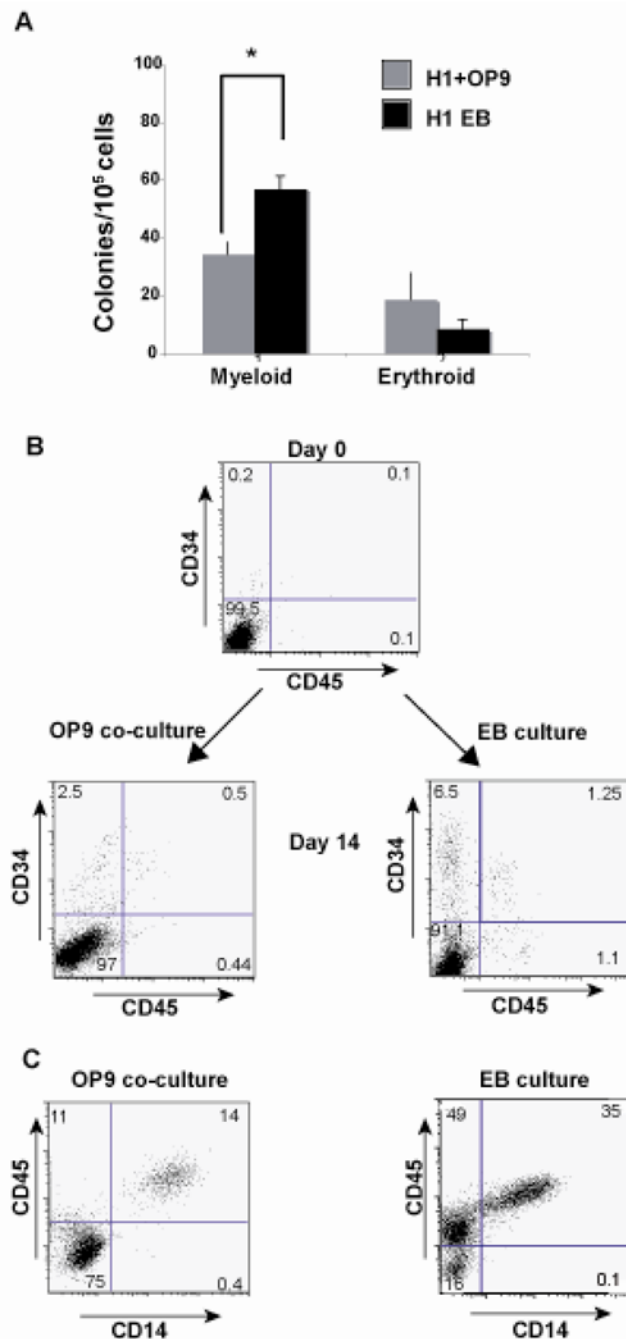 A
*
H1+OP9
H1 EB
Colonies/10⁵ cells
100
80
60
40
20
0
Myeloid
Erythroid
B
Day 0
0.2
0.1
CD34
99.5
0.1
CD45
OP9 co-culture
EB culture
2.5
0.5
CD34
97
0.44
CD45
Day 14
6.5
1.25
CD34
91.1
1.1
CD45
C
OP9 co-culture
EB culture
11
14
CD45
75
0.4
CD14
49
35
CD45
16
0.1
CD14